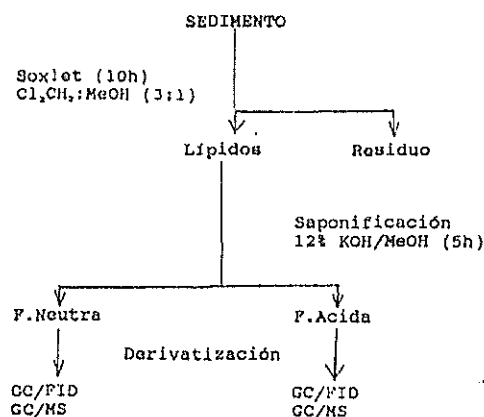 SEDIMENTO
Soxlet (10h)
Cl₂CH₂:MeOH (3:1)
Lípidos Residuo
Saponificación
12% KOH/MeOH (5h)
F.Neutra F.Acida
Derivatización
GC/FID GC/FID
GC/MS GC/MS